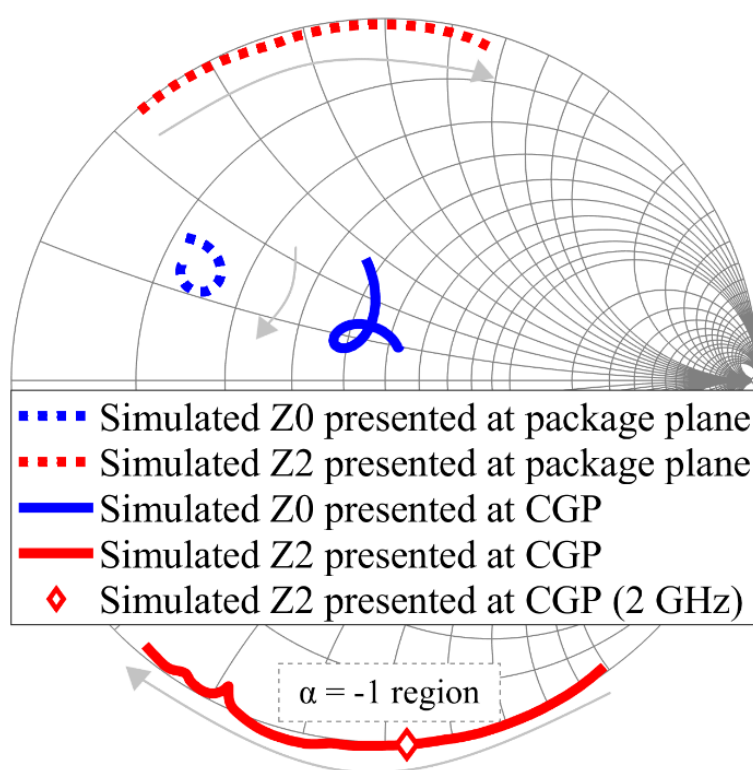 Simulated Z0 presented at package plane
Simulated Z2 presented at package plane
Simulated Z0 presented at CGP
Simulated Z2 presented at CGP
Simulated Z2 presented at CGP (2 GHz)
α = -1 region